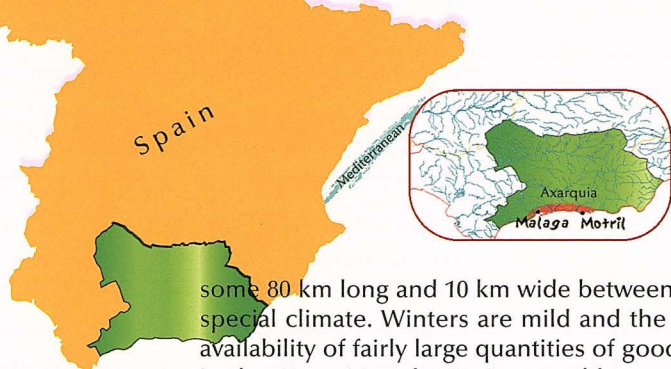 Spain
Mediterranean
Axarquia
Malaga Motril
some 80 km long and 10 km wide between
special climate. Winters are mild and the
availability of fairly large quantities of good